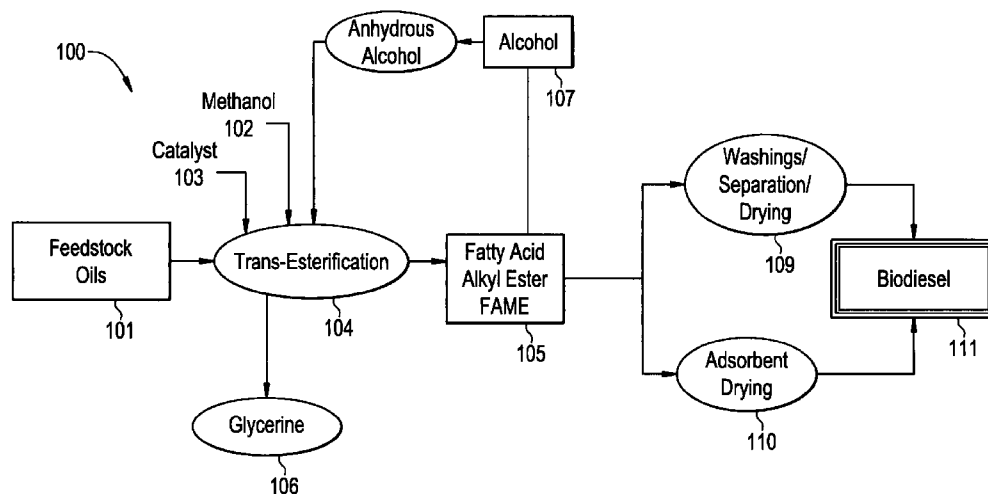 100
Anhydrous
Alcohol
Alcohol
107
Methanol
102
Catalyst
103
Feedstock
Oils
101
Trans-Esterification
104
Fatty Acid
Alkyl Ester
FAME
105
Glycerine
106
Washings/
Separation/
Drying
109
Adsorbent
Drying
110
Biodiesel
111